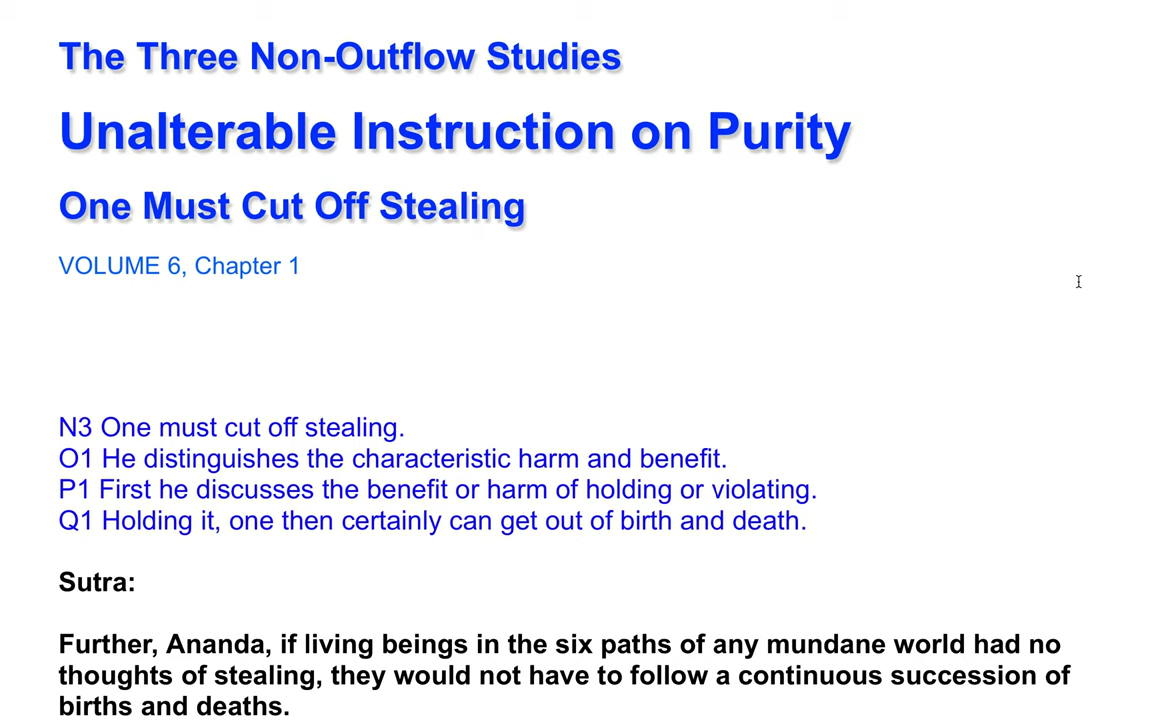 The Three Non-Outflow Studies
Unalterable Instruction on Purity
One Must Cut Off Stealing
VOLUME 6, Chapter 1
N3 One must cut off stealing.
O1 He distinguishes the characteristic harm and benefit.
P1 First he discusses the benefit or harm of holding or violating.
Q1 Holding it, one then certainly can get out of birth and death.
Sutra:
Further, Ananda, if living beings in the six paths of any mundane world had no
thoughts of stealing, they would not have to follow a continuous succession of
births and deaths.